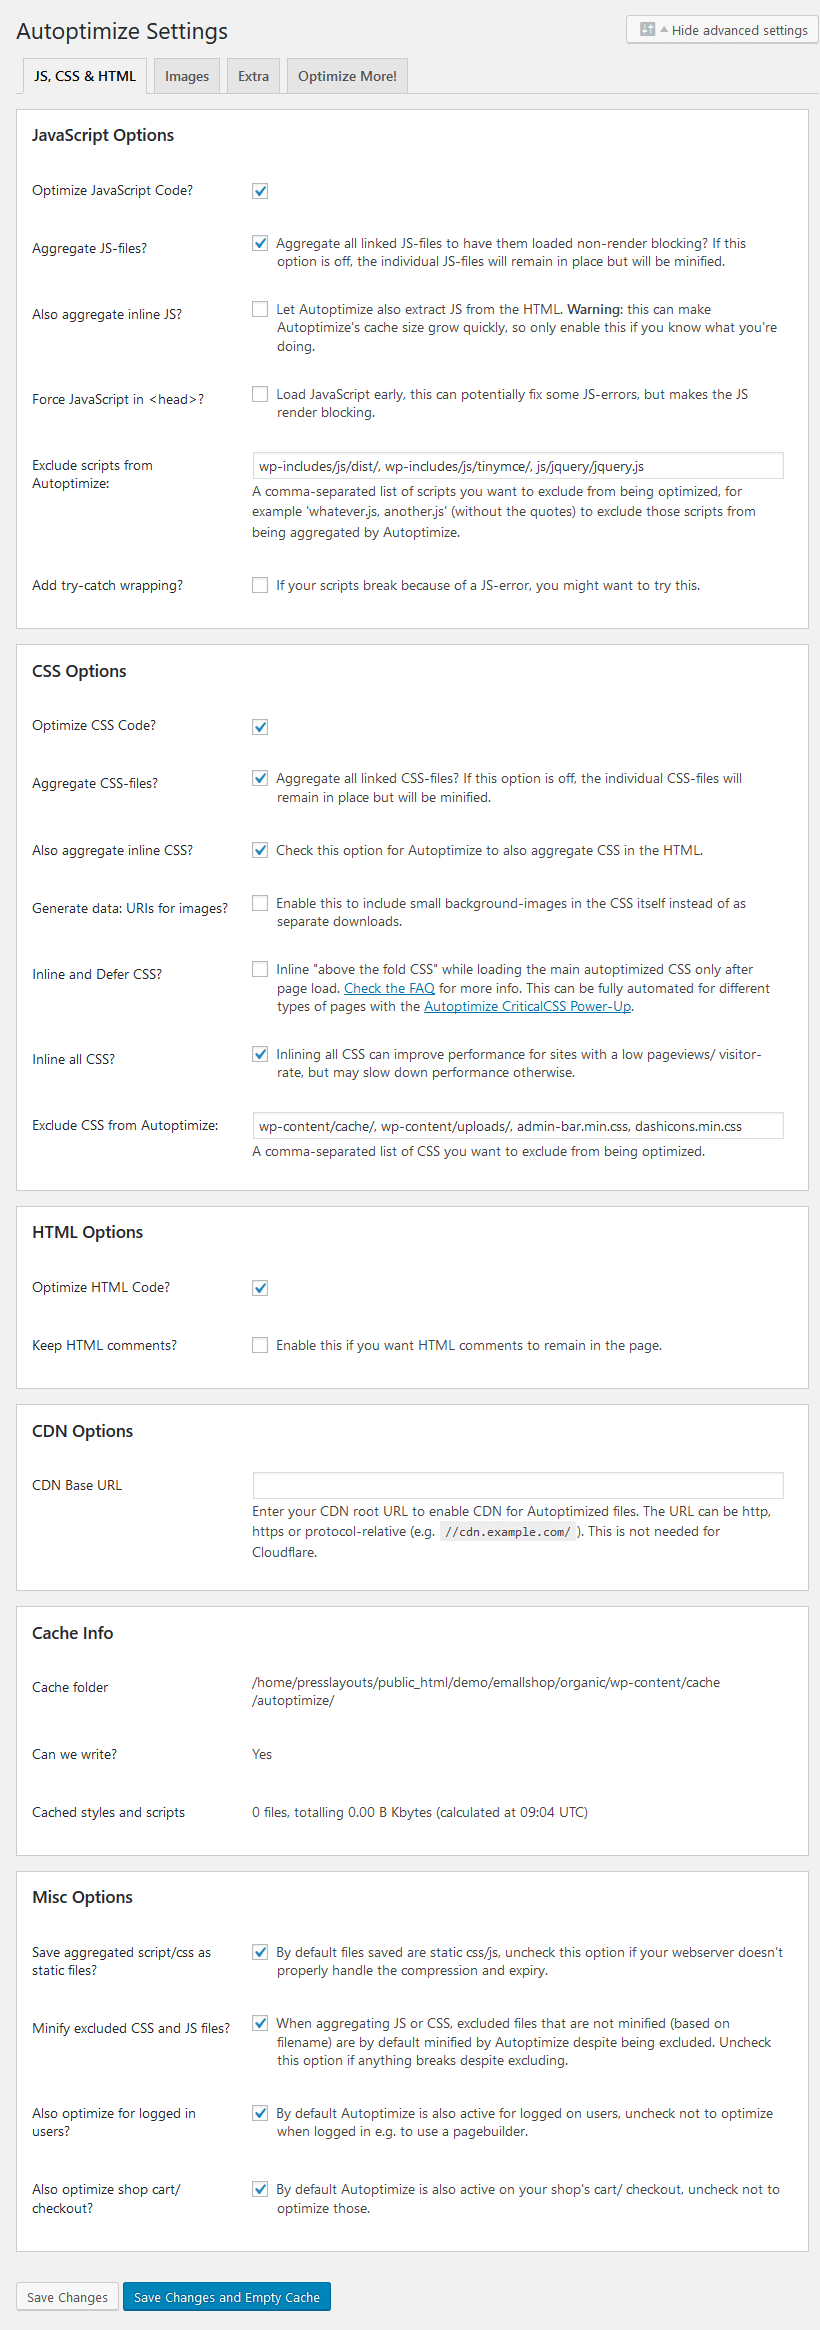 Autoptimize Settings
Hide advanced settings
JS, CSS & HTML
Images
Extra
Optimize More!
JavaScript Options
Optimize JavaScript Code?
Aggregate JS-files?
Aggregate all linked JS-files to have them loaded non-render blocking? If this
option is off, the individual JS-files will remain in place but will be minified.
Also aggregate inline JS?
Let Autoptimize also extract JS from the HTML. Warning: this can make
Autoptimize's cache size grow quickly, so only enable this if you know what you're
doing.
Force JavaScript in <head>?
Load JavaScript early, this can potentially fix some JS-errors, but makes the JS
render blocking.
Exclude scripts from
Autoptimize:
wp-includes/js/dist/, wp-includes/js/tinymce/, js/jquery/jquery.js
A comma-separated list of scripts you want to exclude from being optimized, for
example 'whatever.js, another.js' (without the quotes) to exclude those scripts from
being aggregated by Autoptimize.
Add try-catch wrapping?
If your scripts break because of a JS-error, you might want to try this.
CSS Options
Optimize CSS Code?
Aggregate CSS-files?
Aggregate all linked CSS-files? If this option is off, the individual CSS-files will
remain in place but will be minified.
Also aggregate inline CSS?
Check this option for Autoptimize to also aggregate CSS in the HTML.
Generate data: URIs for images?
Enable this to include small background-images in the CSS itself instead of as
separate downloads.
Inline and Defer CSS?
Inline "above the fold CSS" while loading the main autoptimized CSS only after
page load. Check the FAQ for more info. This can be fully automated for different
types of pages with the Autoptimize CriticalCSS Power-Up.
Inline all CSS?
Inlining all CSS can improve performance for sites with a low pageviews/ visitor-
rate, but may slow down performance otherwise.
Exclude CSS from Autoptimize:
wp-content/cache/, wp-content/uploads/, admin-bar.min.css, dashicons.min.css
A comma-separated list of CSS you want to exclude from being optimized.
HTML Options
Optimize HTML Code?
Keep HTML comments?
Enable this if you want HTML comments to remain in the page.
CDN Options
CDN Base URL
Enter your CDN root URL to enable CDN for Autoptimized files. The URL can be http,
https or protocol-relative (e.g. //cdn.example.com/ ). This is not needed for
Cloudflare.
Cache Info
Cache folder
/home/presslayouts/public_html/demo/emallshop/organic/wp-content/cache
/autoptimize/
Can we write?
Yes
Cached styles and scripts
0 files, totalling 0.00 B Kbytes (calculated at 09:04 UTC)
Misc Options
Save aggregated script/css as
static files?
By default files saved are static css/js, uncheck this option if your webserver doesn't
properly handle the compression and expiry.
Minify excluded CSS and JS files?
When aggregating JS or CSS, excluded files that are not minified (based on
filename) are by default minified by Autoptimize despite being excluded. Uncheck
this option if anything breaks despite excluding.
Also optimize for logged in
users?
By default Autoptimize is also active for logged on users, uncheck not to optimize
when logged in e.g. to use a pagebuilder.
Also optimize shop cart/
checkout?
By default Autoptimize is also active on your shop's cart/ checkout, uncheck not to
optimize those.
Save Changes
Save Changes and Empty Cache